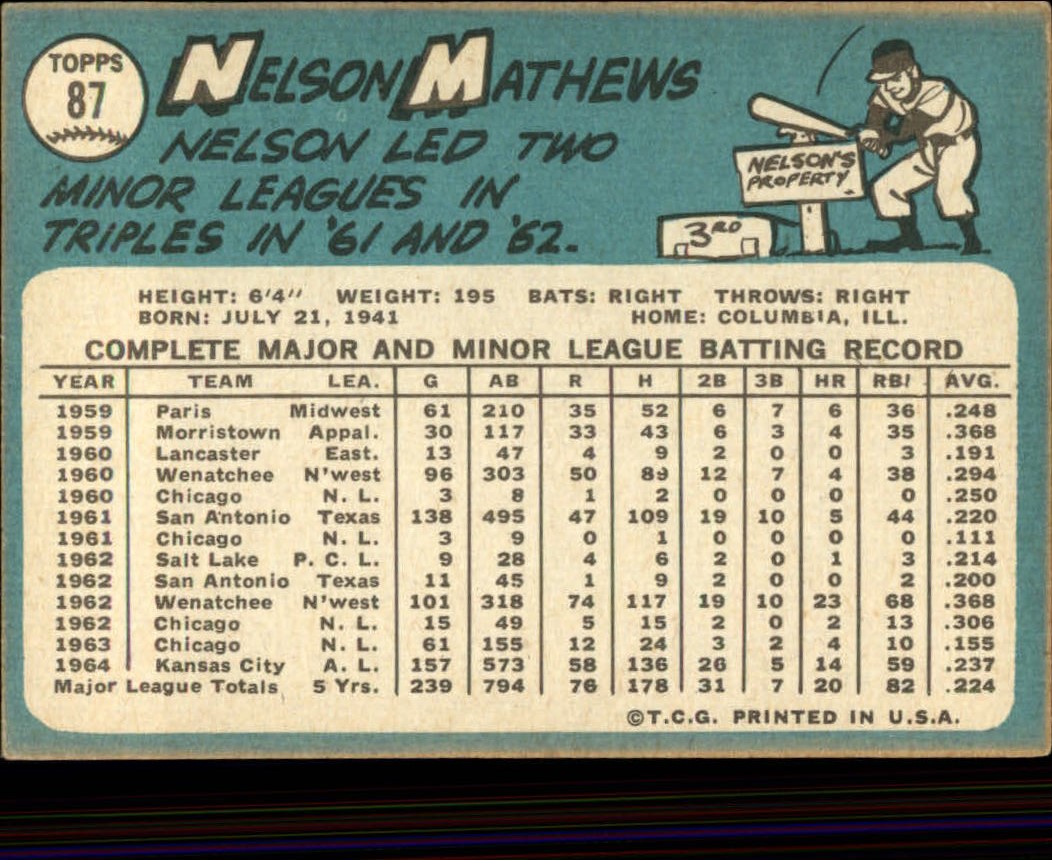 TOPPS
87
NELSON MATHEWS
NELSON LED TWO
MINOR LEAGUES IN
TRIPLES IN '61 AND '62.
NELSON'S
PROPERTY
3RD
HEIGHT: 6'4" WEIGHT: 195 BATS: RIGHT THROWS: RIGHT
BORN: JULY 21, 1941 HOME: COLUMBIA, ILL.
COMPLETE MAJOR AND MINOR LEAGUE BATTING RECORD
YEAR TEAM LEA. G AB R H 2B 3B HR RBI AVG.
1959 Paris Midwest 61 210 35 52 6 7 6 36 .248
1959 Morristown Appal. 30 117 33 43 6 3 4 35 .368
1960 Lancaster East. 13 47 4 9 2 0 0 3 .191
1960 Wenatchee N'west 96 303 50 89 12 7 4 38 .294
1960 Chicago N. L. 3 8 1 2 0 0 0 0 .250
1961 San Antonio Texas 138 495 47 109 19 10 5 44 .220
1961 Chicago N. L. 3 9 0 1 0 0 0 0 .111
1962 Salt Lake P. C. L. 9 28 4 6 2 0 1 3 .214
1962 San Antonio Texas 11 45 1 9 2 0 0 2 .200
1962 Wenatchee N'west 101 318 74 117 19 10 23 68 .368
1962 Chicago N. L. 15 49 5 15 2 0 2 13 .306
1963 Chicago N. L. 61 155 12 24 3 2 4 10 .155
1964 Kansas City A. L. 157 573 58 136 26 5 14 59 .237
Major League Totals 5 Yrs. 239 794 76 178 31 7 20 82 .224
©T.C.G. PRINTED IN U.S.A.